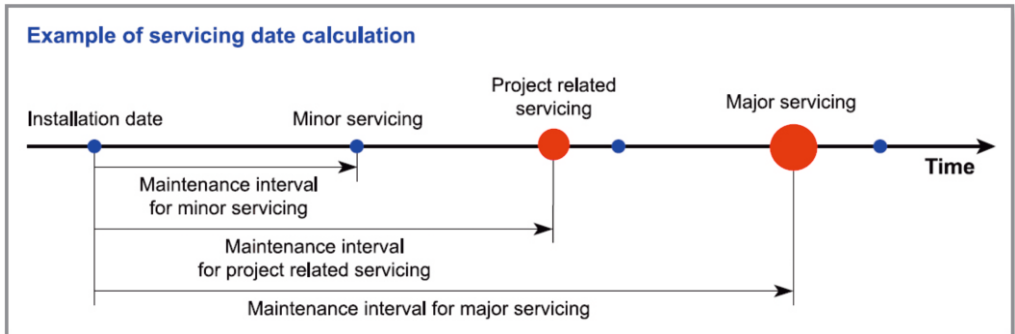 Example of servicing date calculation
Project related
servicing
Major servicing
Installation date
Minor servicing
Time
Maintenance interval
for minor servicing
Maintenance interval
for project related servicing
Maintenance interval for major servicing